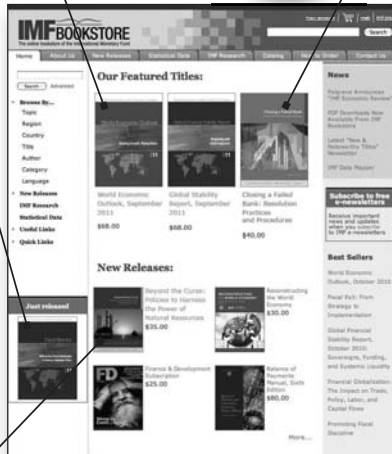 IMF BOOKSTORE
The online bookstore of the International Monetary Fund
Search
Home About Us New Releases Statistical Data IMF Research Catalog How to Order Contact Us
Search Advanced
Browse By...
Topic
Region
Country
Title
Author
Category
Language
New Releases
IMF Research
Statistical Data
Useful Links
Quick Links
Just released
Our Featured Titles:
World Economic
Outlook, September
2011
$68.00
Global Stability
Report, September
2011
$68.00
Closing a Failed
Bank: Resolution
Practices
and Procedures
$40.00
New Releases:
Beyond the Curse:
Policies to Harness
the Power of
Natural Resources
$35.00
Reconstructing
the World
Economy
$30.00
FD
Finance & Development
Subscription
$25.00
Balance of
Payments
Manual, Sixth
Edition
$80.00
More...
News
Palgrave Announces
"IMF Economic Review"
PDF Downloads Now
Available From IMF
Bookstore
Latest "New &
Noteworthy Titles"
Newsletter
IMF Data Mapper
Subscribe to free
e-newsletters
Receive important
news and updates
when you subscribe
to IMF e-newsletters
Best Sellers
World Economic
Outlook, October 2010
Fiscal Exit: From
Strategy to
Implementation
Global Financial
Stability Report,
October 2010:
Sovereigns, Funding,
and Systemic Liquidity
Financial Globalization:
The Impact on Trade,
Policy, Labor, and
Capital Flows
Promoting Fiscal
Discipline